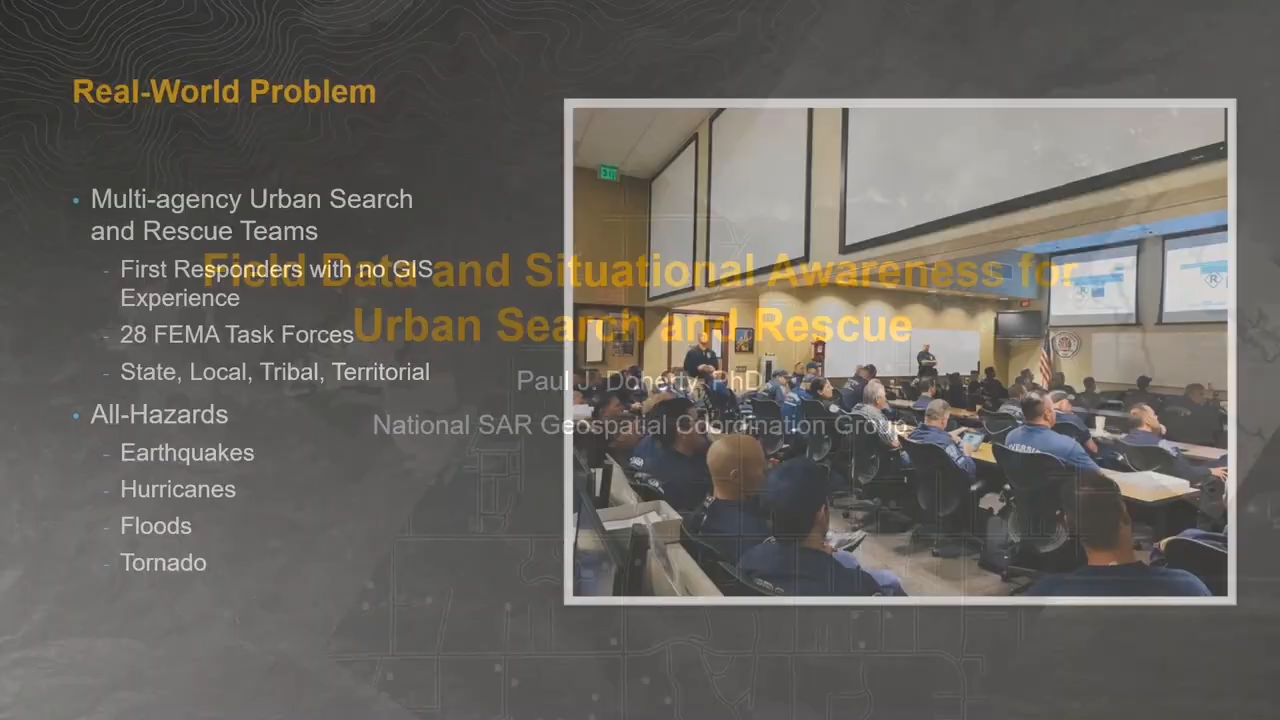 Real-World Problem
Multi-agency Urban Search
and Rescue Teams
First Responders with no GIS
Experience
28 FEMA Task Forces
State, Local, Tribal, Territorial
All-Hazards
Earthquakes
Hurricanes
Floods
Tornado
Field Data and Situational Awareness for
Urban Search and Rescue
Paul J. Doherty, PhD
National SAR Geospatial Coordination Group
EXIT